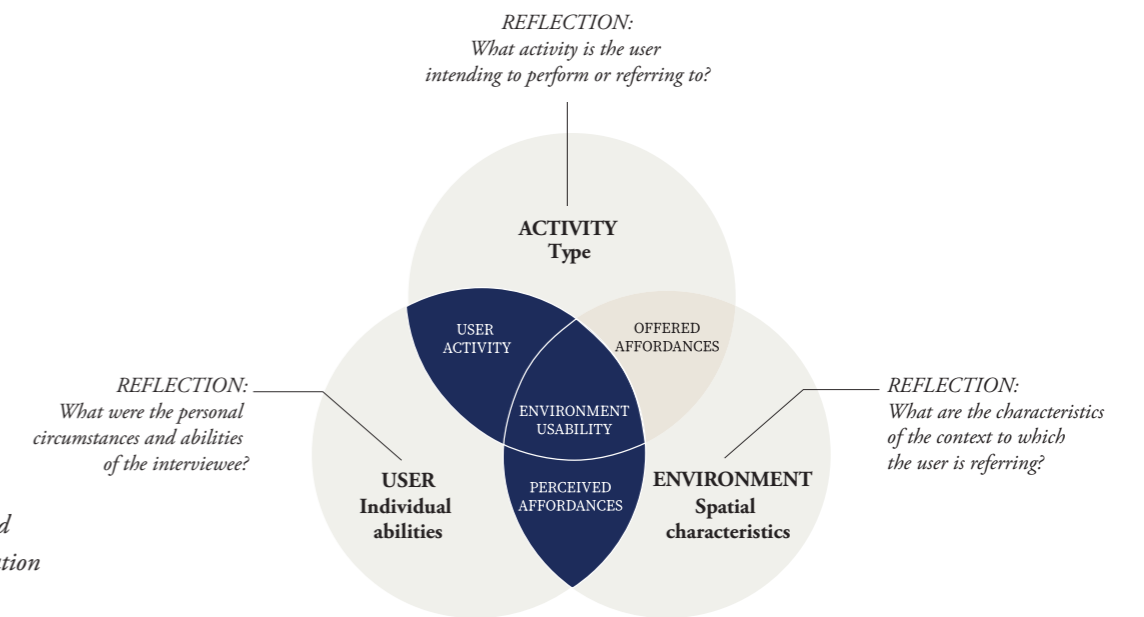 REFLECTION:
What activity is the user
intending to perform or referring to?
ACTIVITY
Type
USER
ACTIVITY
OFFERED
AFFORDANCES
ENVIRONMENT
USABILITY
REFLECTION:
What were the personal
circumstances and abilities
of the interviewee?
REFLECTION:
What are the characteristics
of the context to which
the user is referring?
USER
Individual
abilities
PERCEIVED
AFFORDANCES
ENVIRONMENT
Spatial
characteristics